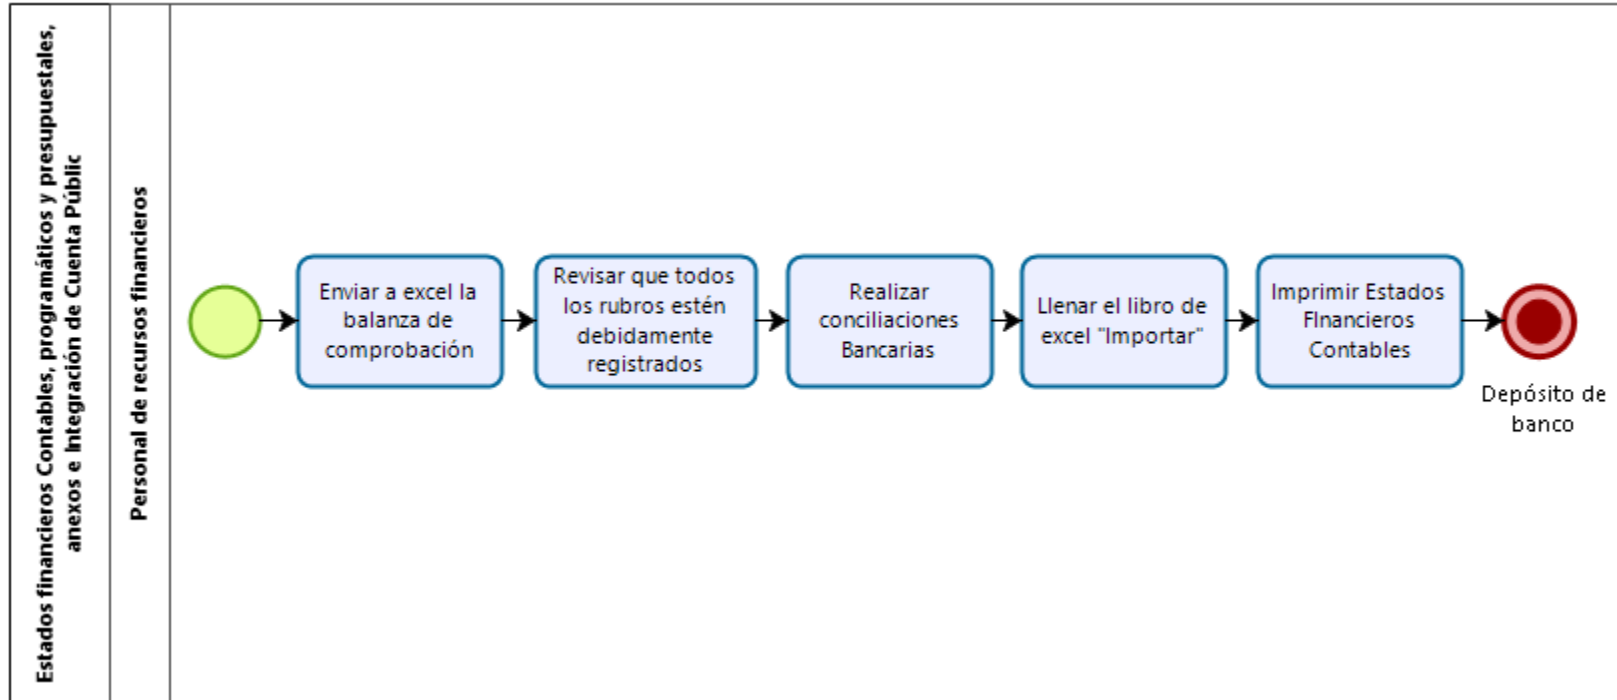 Estados financieros Contables, programáticos y presupuestales,
anexos e Integración de Cuenta Públic
Personal de recursos financieros
Enviar a excel la
balanza de
comprobación
Revisar que todos
los rubros estén
debidamente
registrados
Realizar
conciliaciones
Bancarias
Llenar el libro de
excel "Importar"
Imprimir Estados
FInancieros
Contables
Depósito de
banco